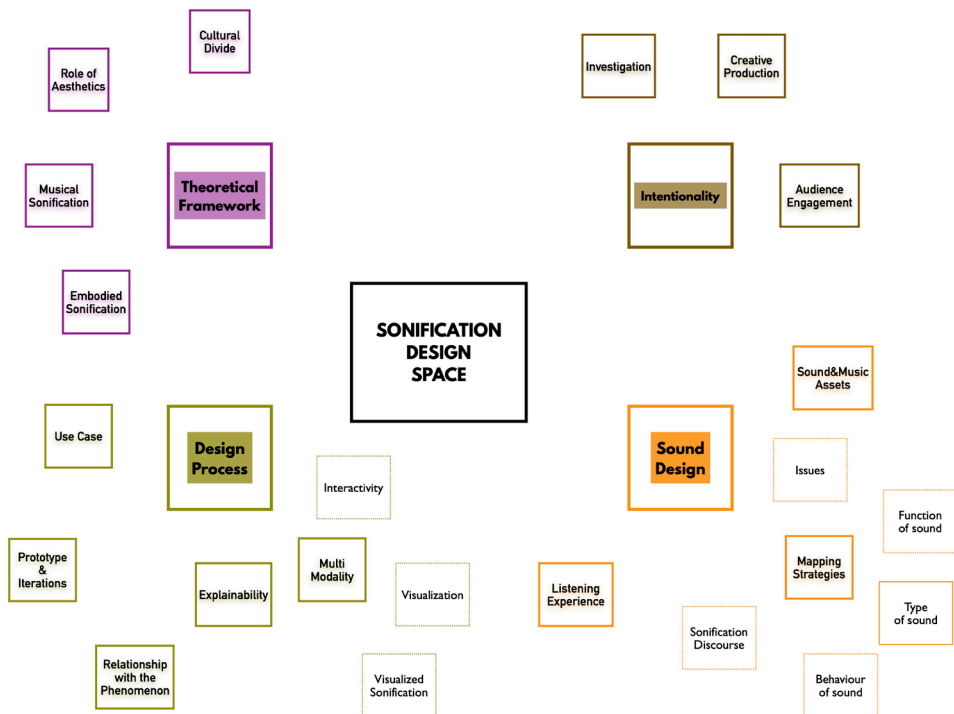 Cultural
Divide
Role of
Aesthetics
Musical
Sonification
Theoretical
Framework
Embodied
Sonification
Investigation
Creative
Production
Intentionality
Audience
Engagement
SONIFICATION
DESIGN
SPACE
Use Case
Design
Process
Interactivity
Prototype
&
Iterations
Explainability
Multi
Modality
Visualization
Relationship
with the
Phenomenon
Visualized
Sonification
Sound&Music
Assets
Sound
Design
Issues
Function
of sound
Listening
Experience
Mapping
Strategies
Type
of sound
Sonification
Discourse
Behaviour
of sound